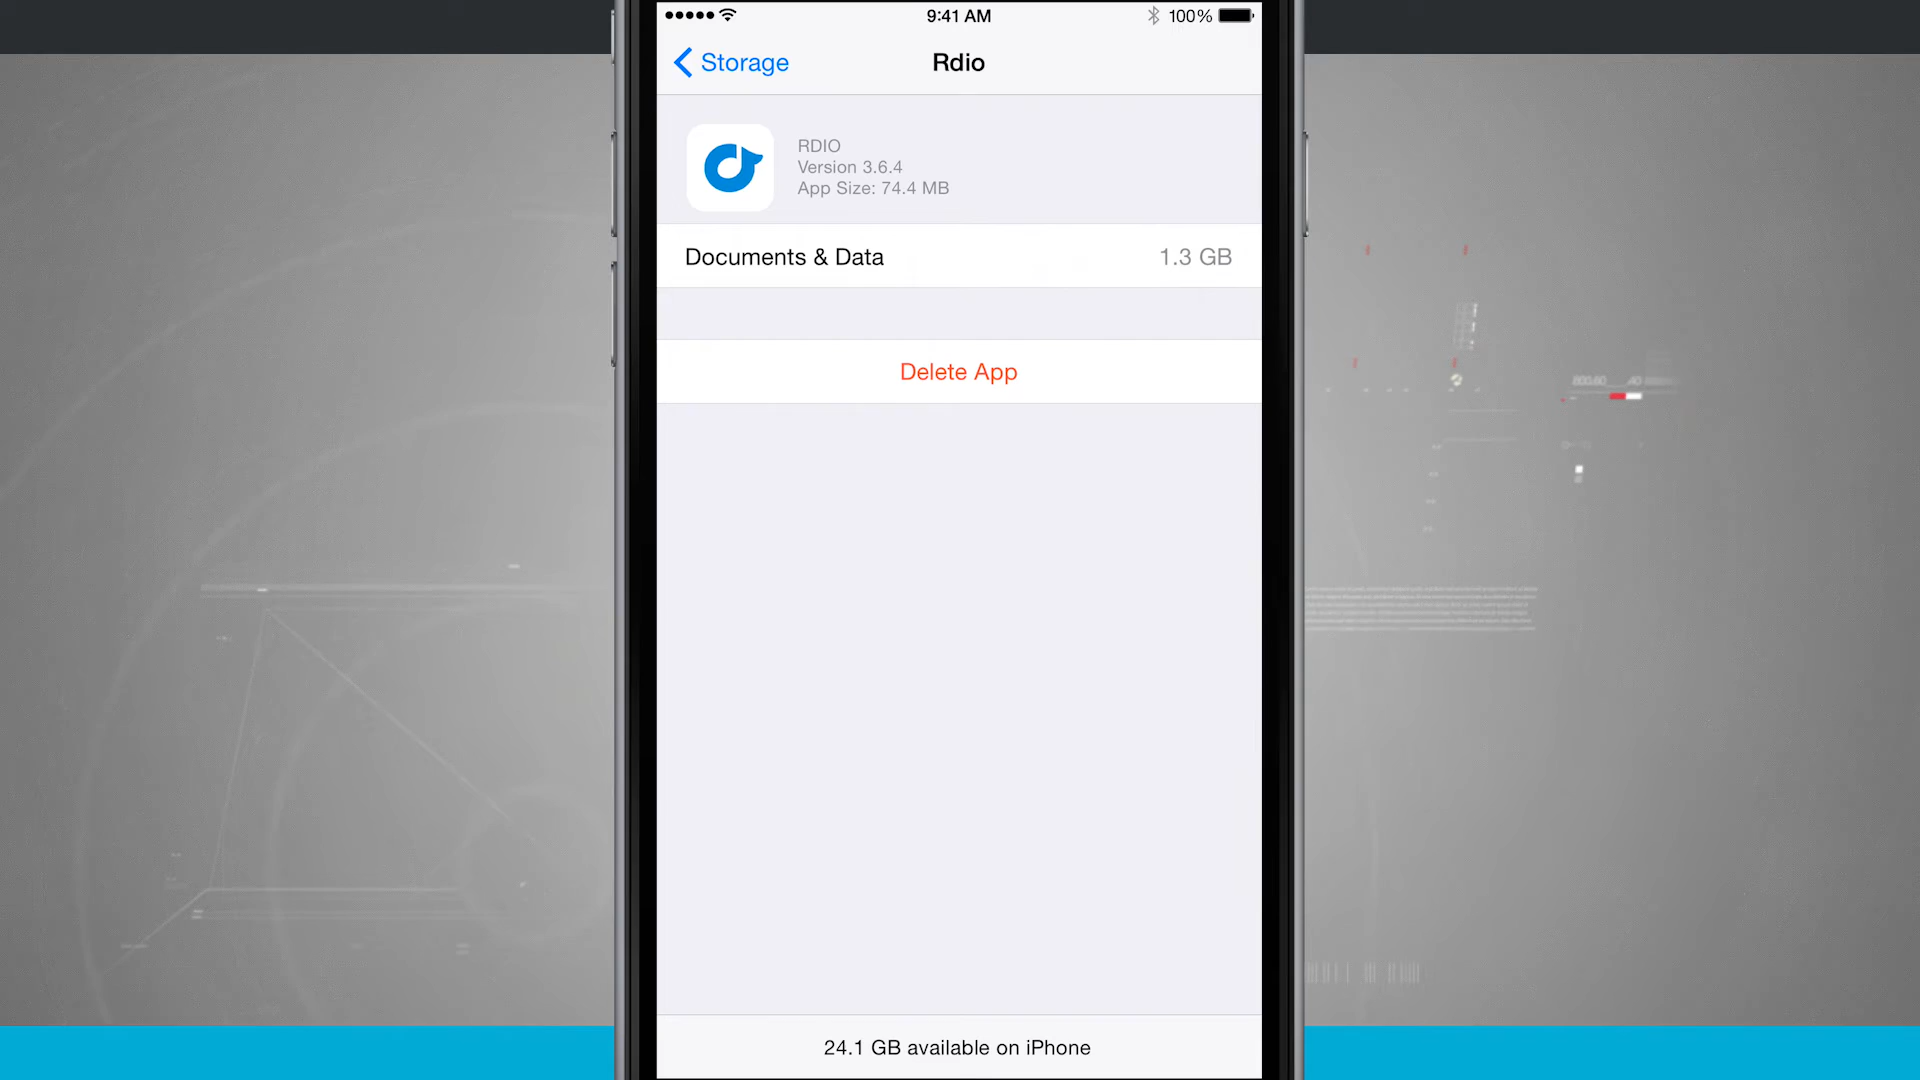 9:41 AM
100%
Storage
Rdio
RDIO
Version 3.6.4
App Size: 74.4 MB
Documents & Data
1.3 GB
Delete App
24.1 GB available on iPhone